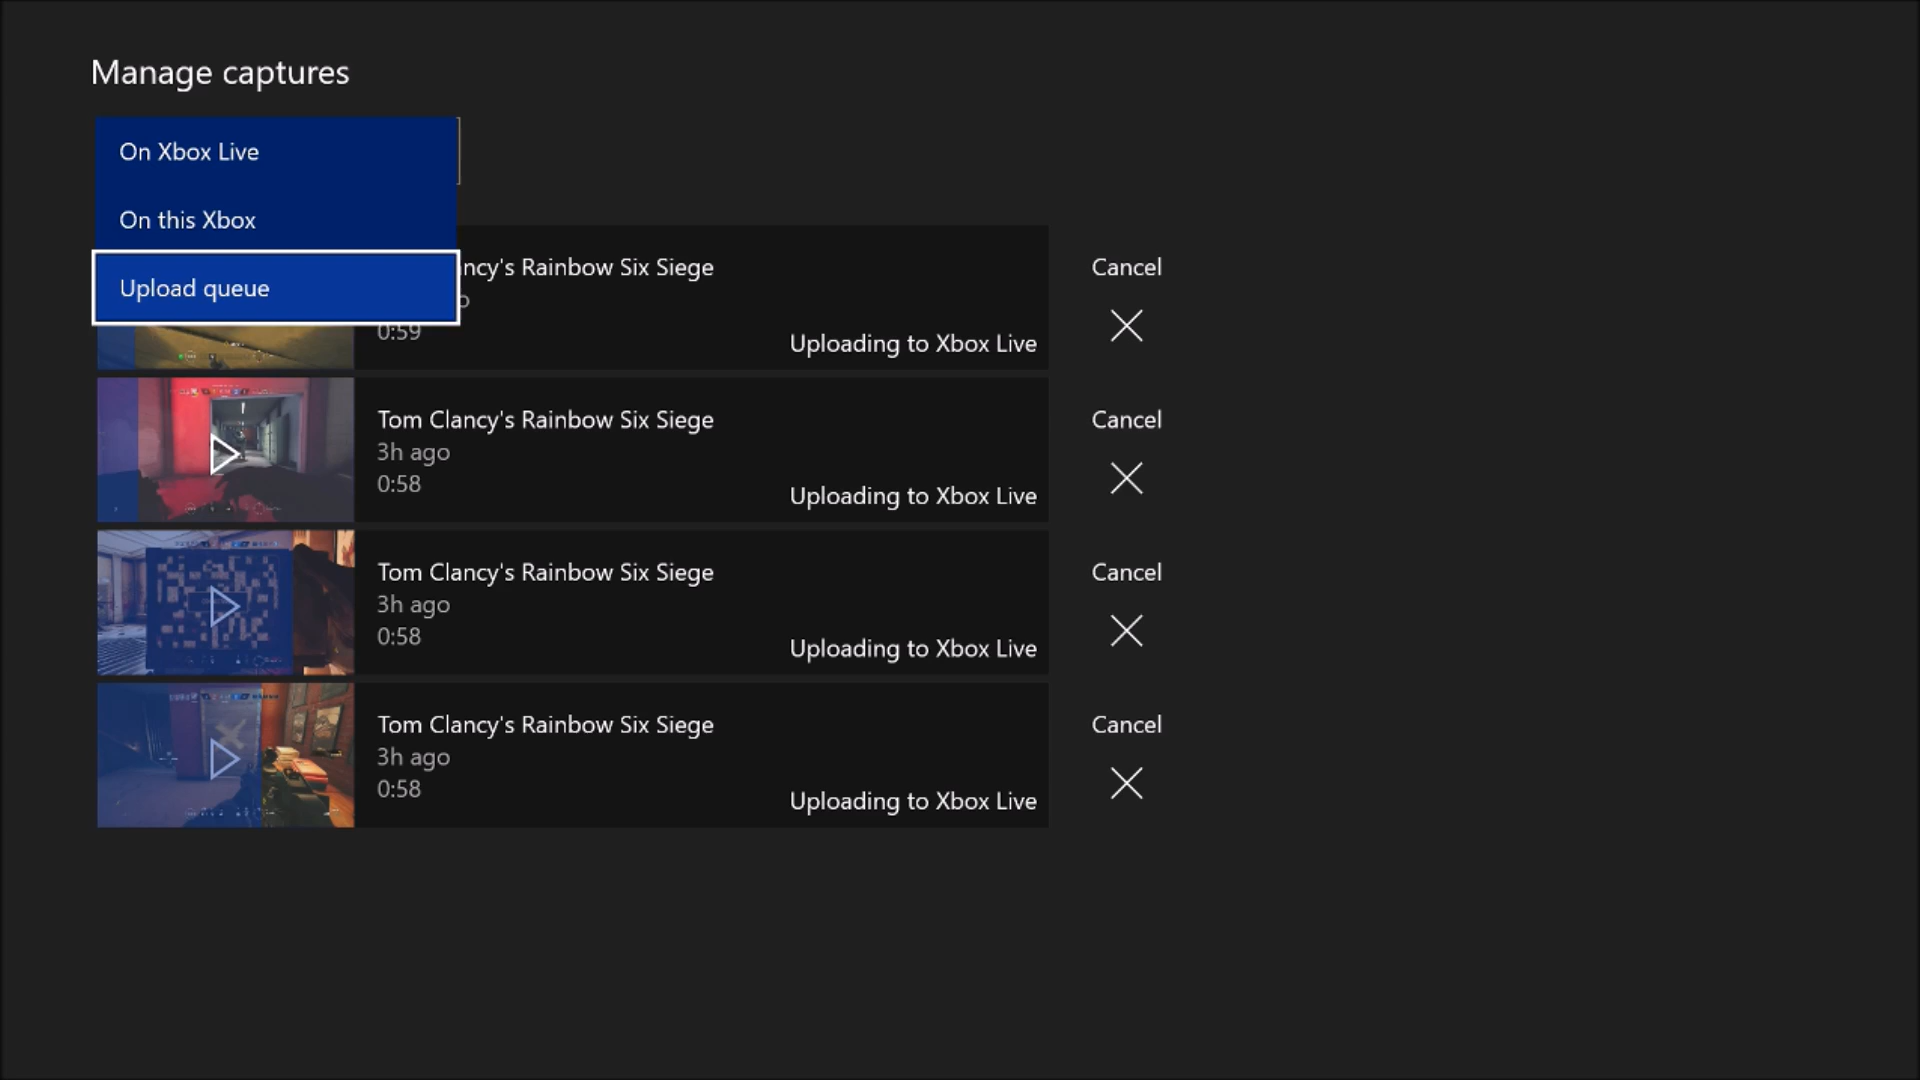 Manage captures
On Xbox Live
On this Xbox
Upload queue
ncy's Rainbow Six Siege
o
0:59
Uploading to Xbox Live
Cancel
Tom Clancy's Rainbow Six Siege
3h ago
0:58
Uploading to Xbox Live
Cancel
Tom Clancy's Rainbow Six Siege
3h ago
0:58
Uploading to Xbox Live
Cancel
Tom Clancy's Rainbow Six Siege
3h ago
0:58
Uploading to Xbox Live
Cancel